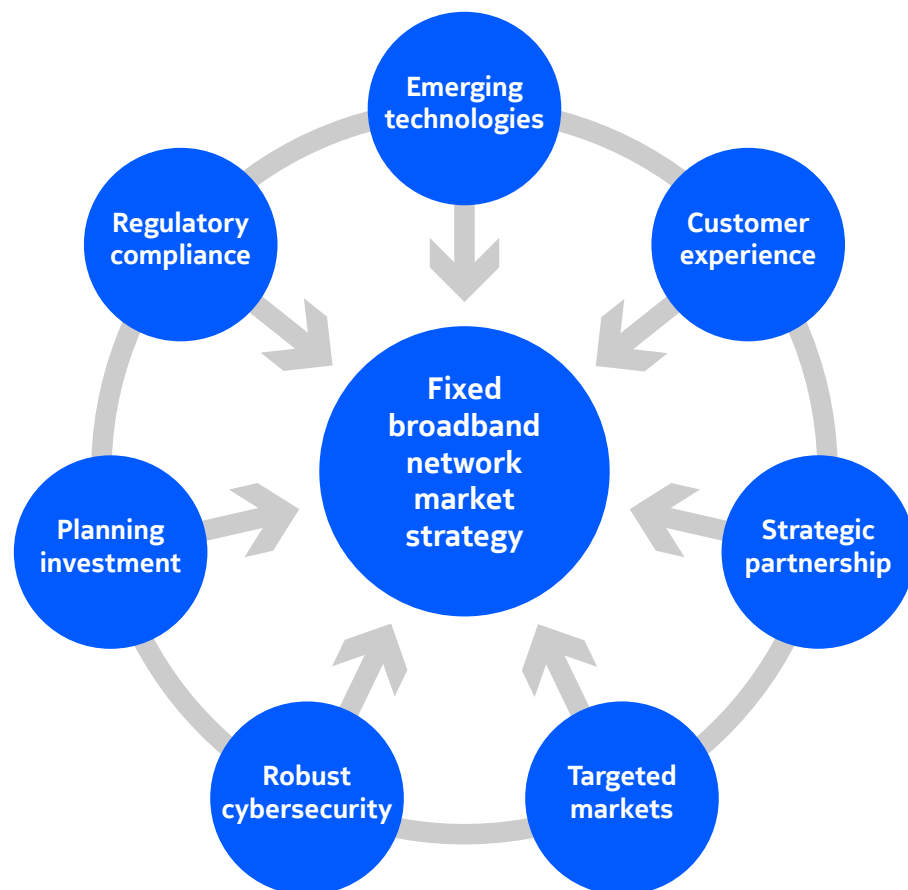 Emerging
technologies
Regulatory
compliance
Customer
experience
Fixed
broadband
network
market
strategy
Planning
investment
Strategic
partnership
Robust
cybersecurity
Targeted
markets